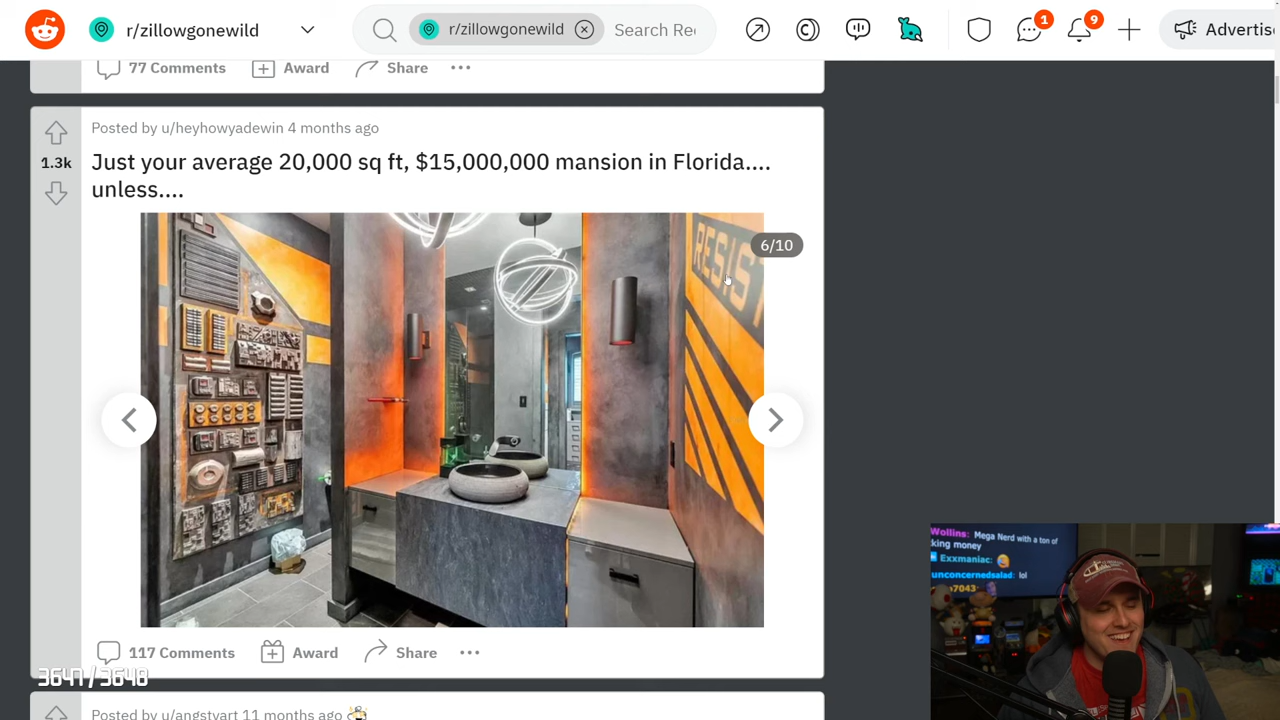 r/zillowgonewild
r/zillowgonewild
Search Re
1
9
Advertise
77 Comments
Award
Share
Posted by u/heyhowyadewin 4 months ago
1.3k
Just your average 20,000 sq ft, $15,000,000 mansion in Florida....
unless....
6/10
RESIST
117 Comments
Award
Share
3647/3648
Posted by u/angstyart 11 months ago
Wollins: Mega Nerd with a ton of
king money
Exxmaniac:
unconcernedsalad: lol
7043: